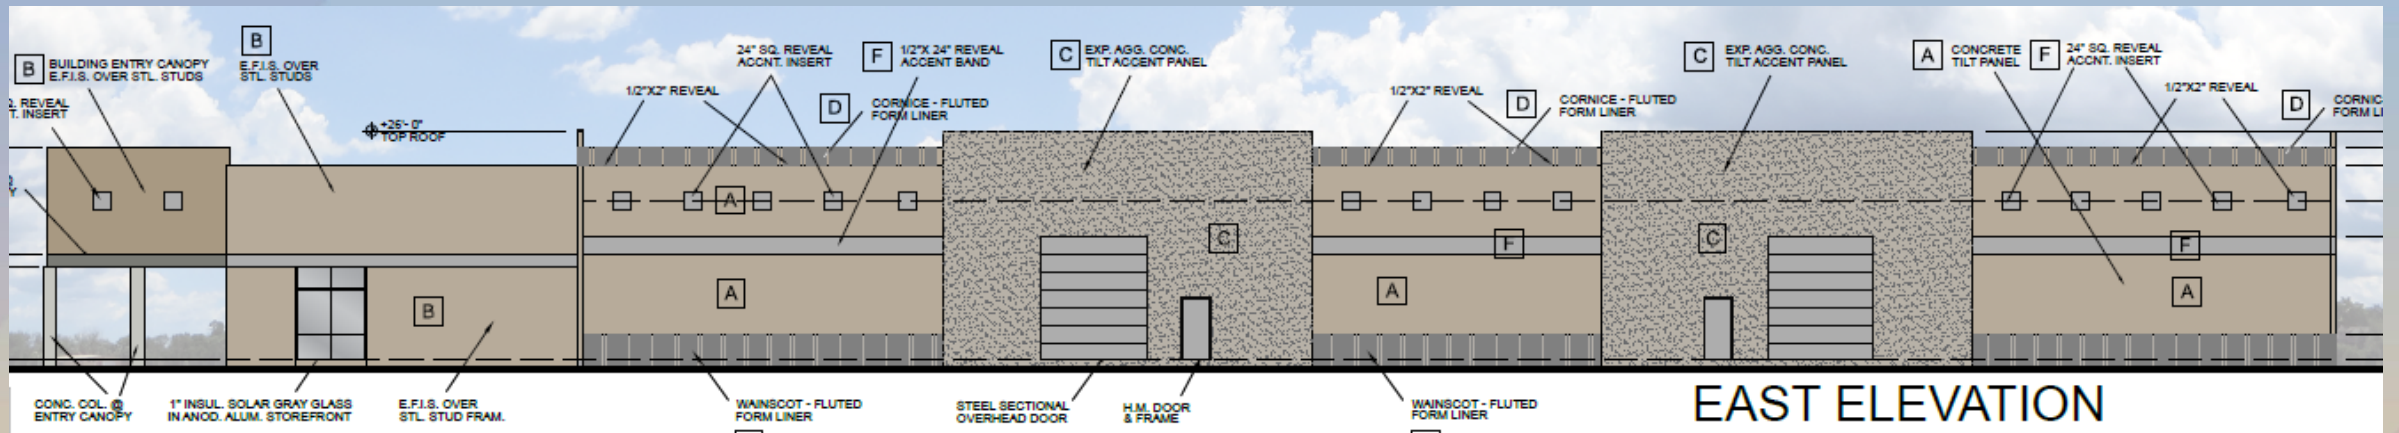 B
BUILDING ENTRY CANOPY
E.F.I.S. OVER STL. STUDS
B
E.F.I.S. OVER
STL. STUDS
REVEAL
INSERT
+26'- 0"
TOP ROOF
1/2"X2" REVEAL
24" SQ. REVEAL
ACCNT. INSERT
F
1/2"X 24" REVEAL
ACCENT BAND
D
CORNICE - FLUTED
FORM LINER
C
EXP. AGG. CONC.
TILT ACCENT PANEL
1/2"X2" REVEAL
D
CORNICE - FLUTED
FORM LINER
C
EXP. AGG. CONC.
TILT ACCENT PANEL
A
CONCRETE
TILT PANEL
F
24" SQ. REVEAL
ACCNT. INSERT
1/2"X2" REVEAL
D
FORM
A
C
F
C
F
B
A
A
A
CONC. COL. @
ENTRY CANOPY
1" INSUL. SOLAR GRAY GLASS
IN ANOD. ALUM. STOREFRONT
E.F.I.S. OVER
STL. STUD FRAM.
WAINSCOT - FLUTED
FORM LINER
STEEL SECTIONAL
OVERHEAD DOOR
H.M. DOOR
& FRAME
WAINSCOT - FLUTED
FORM LINER
EAST ELEVATION